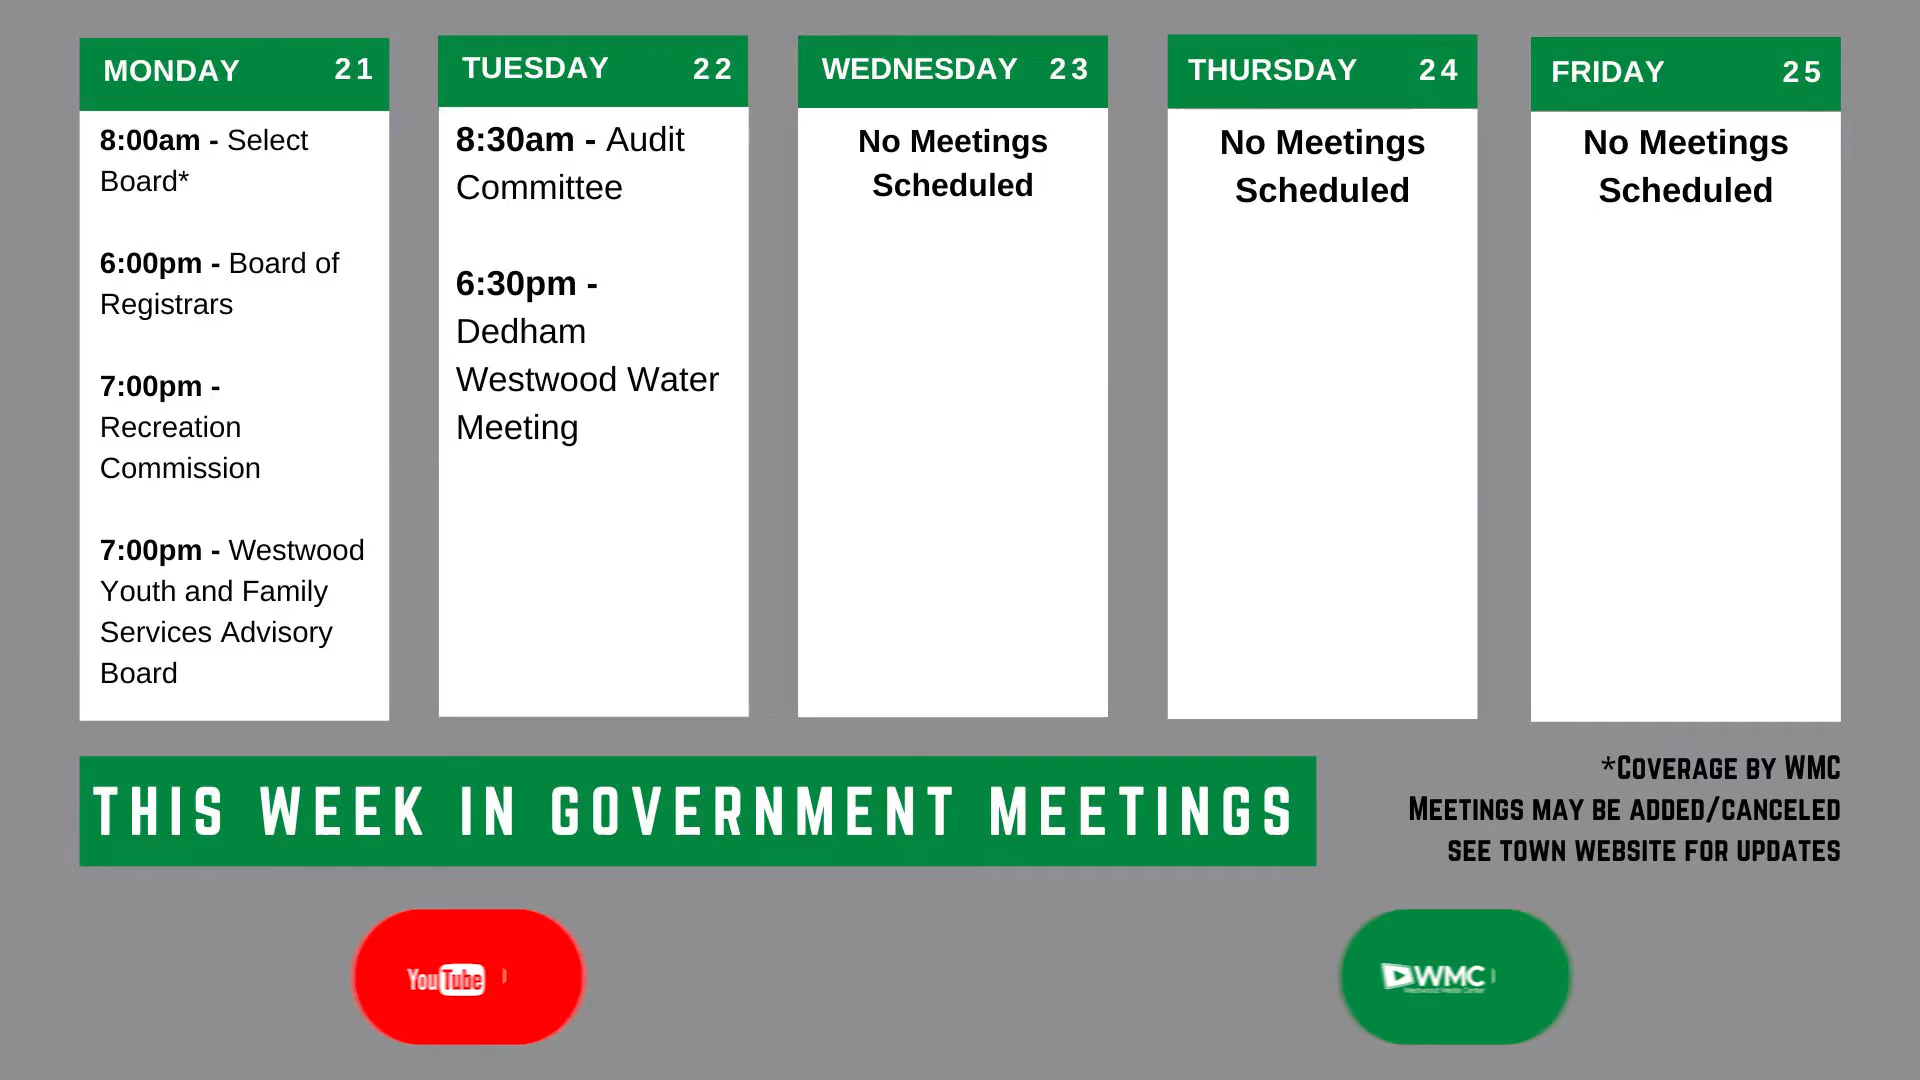 MONDAY 21
8:00am - Select
Board*
6:00pm - Board of
Registrars
7:00pm -
Recreation
Commission
7:00pm - Westwood
Youth and Family
Services Advisory
Board
TUESDAY 22
8:30am - Audit
Committee
6:30pm -
Dedham
Westwood Water
Meeting
WEDNESDAY 23
No Meetings
Scheduled
THURSDAY 24
No Meetings
Scheduled
FRIDAY 25
No Meetings
Scheduled
THIS WEEK IN GOVERNMENT MEETINGS
*COVERAGE BY WMC
MEETINGS MAY BE ADDED/CANCELED
SEE TOWN WEBSITE FOR UPDATES
YouTube
WMC
Westwood Media Center